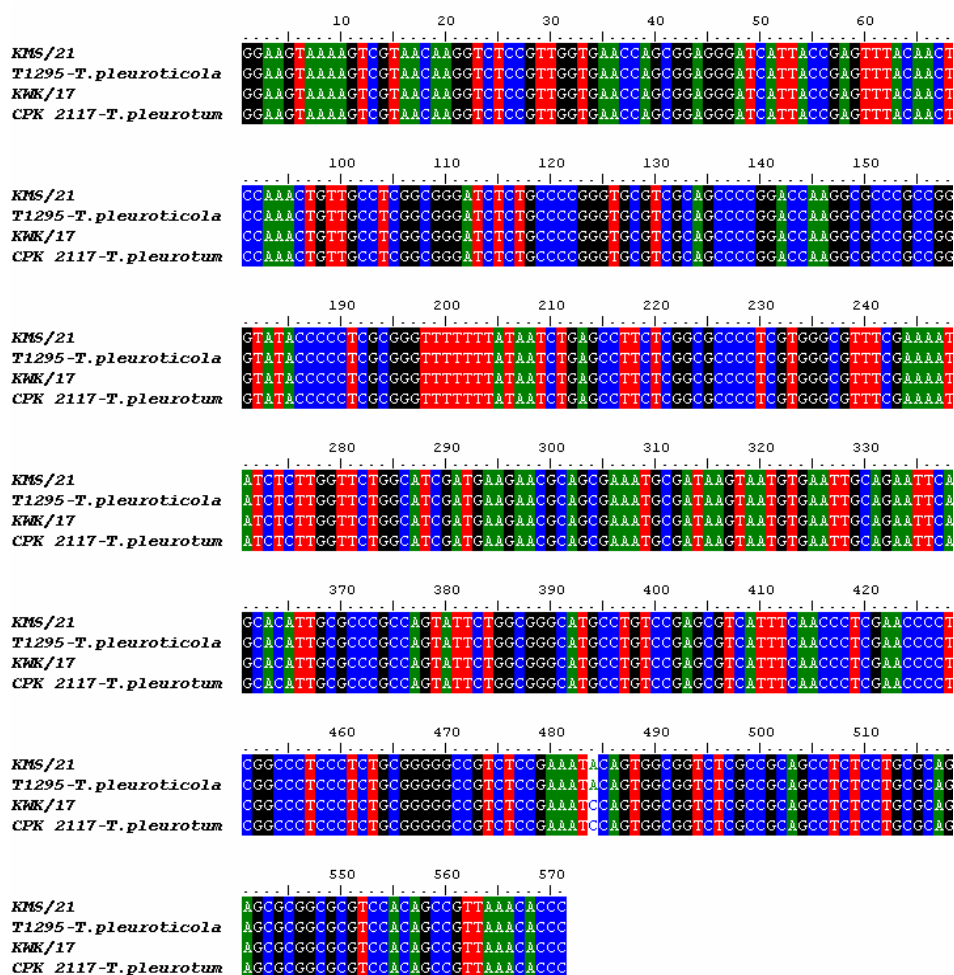 10 20 30 40 50 60
KMS/21 GGAAGTAAAAGTCGTAACAAGGTCTCCGTTGGTGAACCAGCGGAGGGATCATTACCGAGTTTACAACT
T1295-T.pleuroticola GGAAGTAAAAGTCGTAACAAGGTCTCCGTTGGTGAACCAGCGGAGGGATCATTACCGAGTTTACAACT
KWK/17 GGAAGTAAAAGTCGTAACAAGGTCTCCGTTGGTGAACCAGCGGAGGGATCATTACCGAGTTTACAACT
CPK 2117-T.pleurotum GGAAGTAAAAGTCGTAACAAGGTCTCCGTTGGTGAACCAGCGGAGGGATCATTACCGAGTTTACAACT
100 110 120 130 140 150
KMS/21 CCAAACTGTTGCCTCGGCGGGATCTCTGCCCCGGGTGCGTCGCAGCCCCGGACCAAGGCGCCCGCCGG
T1295-T.pleuroticola CCAAACTGTTGCCTCGGCGGGATCTCTGCCCCGGGTGCGTCGCAGCCCCGGACCAAGGCGCCCGCCGG
KWK/17 CCAAACTGTTGCCTCGGCGGGATCTCTGCCCCGGGTGCGTCGCAGCCCCGGACCAAGGCGCCCGCCGG
CPK 2117-T.pleurotum CCAAACTGTTGCCTCGGCGGGATCTCTGCCCCGGGTGCGTCGCAGCCCCGGACCAAGGCGCCCGCCGG
190 200 210 220 230 240
KMS/21 GTATACCCCCTCGCGGGTTTTTTTATAATCTGAGCCTTCTCGGCGCCCCTCGTGGGCGTTTCGAAAAT
T1295-T.pleuroticola GTATACCCCCTCGCGGGTTTTTTTATAATCTGAGCCTTCTCGGCGCCCCTCGTGGGCGTTTCGAAAAT
KWK/17 GTATACCCCCTCGCGGGTTTTTTTATAATCTGAGCCTTCTCGGCGCCCCTCGTGGGCGTTTCGAAAAT
CPK 2117-T.pleurotum GTATACCCCCTCGCGGGTTTTTTTATAATCTGAGCCTTCTCGGCGCCCCTCGTGGGCGTTTCGAAAAT
280 290 300 310 320 330
KMS/21 ATCTCTTGGTTCTGGCATCGATGAAGAACGCAGCGAAATGCGATAAGTAATGTGAATTGCAGAATTCA
T1295-T.pleuroticola ATCTCTTGGTTCTGGCATCGATGAAGAACGCAGCGAAATGCGATAAGTAATGTGAATTGCAGAATTCA
KWK/17 ATCTCTTGGTTCTGGCATCGATGAAGAACGCAGCGAAATGCGATAAGTAATGTGAATTGCAGAATTCA
CPK 2117-T.pleurotum ATCTCTTGGTTCTGGCATCGATGAAGAACGCAGCGAAATGCGATAAGTAATGTGAATTGCAGAATTCA
370 380 390 400 410 420
KMS/21 GCACATTGCGCCCGCCAGTATTCTGGCGGGCATGCCTGTCCGAGCGTCATTTCAACCCTCGAACCCCT
T1295-T.pleuroticola GCACATTGCGCCCGCCAGTATTCTGGCGGGCATGCCTGTCCGAGCGTCATTTCAACCCTCGAACCCCT
KWK/17 GCACATTGCGCCCGCCAGTATTCTGGCGGGCATGCCTGTCCGAGCGTCATTTCAACCCTCGAACCCCT
CPK 2117-T.pleurotum GCACATTGCGCCCGCCAGTATTCTGGCGGGCATGCCTGTCCGAGCGTCATTTCAACCCTCGAACCCCT
460 470 480 490 500 510
KMS/21 CGGCCCTCCCTCTGCGGGGGCCGTCTCCGAAATACAGTGGCGGTCTCGCCGCAGCCTCTCCTGCGCAG
T1295-T.pleuroticola CGGCCCTCCCTCTGCGGGGGCCGTCTCCGAAATACAGTGGCGGTCTCGCCGCAGCCTCTCCTGCGCAG
KWK/17 CGGCCCTCCCTCTGCGGGGGCCGTCTCCGAAATCCAGTGGCGGTCTCGCCGCAGCCTCTCCTGCGCAG
CPK 2117-T.pleurotum CGGCCCTCCCTCTGCGGGGGCCGTCTCCGAAATCCAGTGGCGGTCTCGCCGCAGCCTCTCCTGCGCAG
550 560 570
KMS/21 AGCGCGGCGCGTCCACAGCCGTTAAACACCC
T1295-T.pleuroticola AGCGCGGCGCGTCCACAGCCGTTAAACACCC
KWK/17 AGCGCGGCGCGTCCACAGCCGTTAAACACCC
CPK 2117-T.pleurotum AGCGCGGCGCGTCCACAGCCGTTAAACACCC